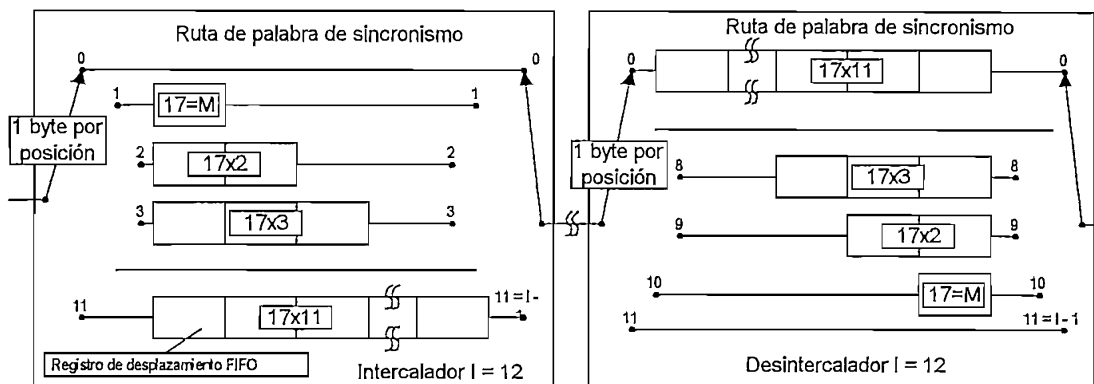 Ruta de palabra de sincronismo
0
0
1
17=M
1
1 byte por
posición
2
17x2
2
3
17x3
3
11
17x11
11 = I -
1
Registro de desplazamiento FIFO
Intercalador I = 12
Ruta de palabra de sincronismo
0
17x11
0
1 byte por
posición
8
17x3
8
9
17x2
9
10
17=M
10
11
11 = I - 1
Desintercalador I = 12